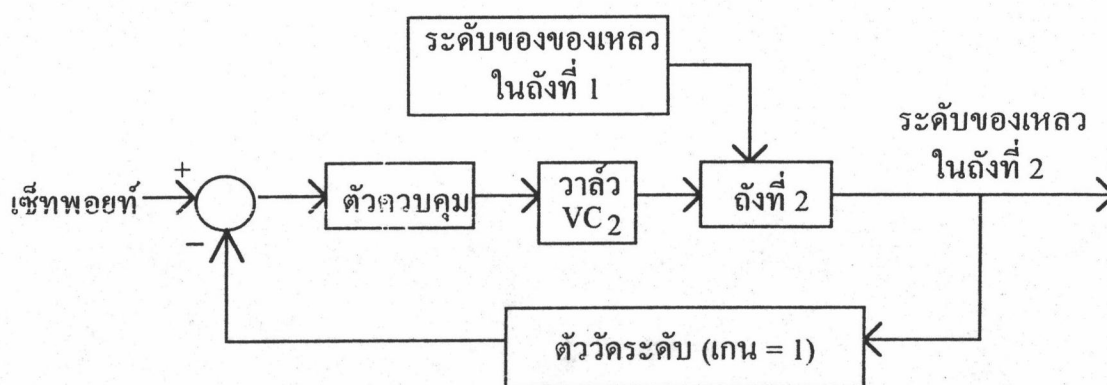 ระดับของของเหลว
ในถังที่ 1
ระดับของเหลว
ในถังที่ 2
+
เซ็ทพอยท์
ตัวควบคุม
วาล์ว
VC2
ถังที่ 2
−
ตัววัดระดับ (เกน = 1)